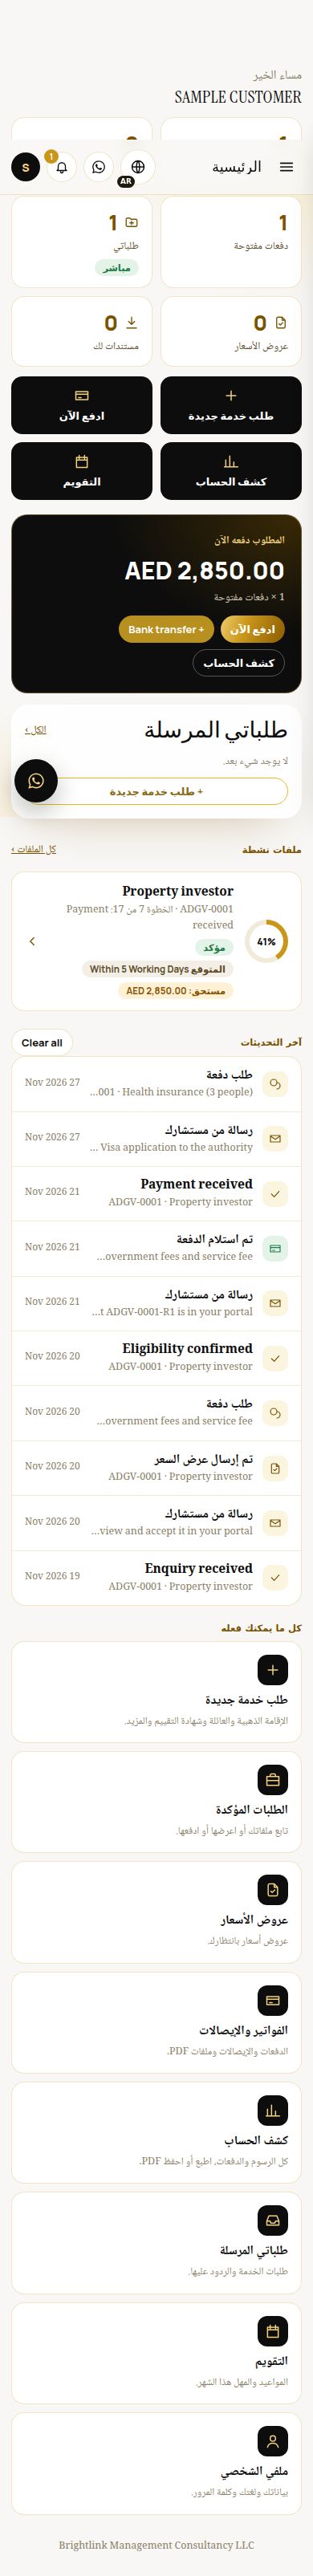 مساء الخير
SAMPLE CUSTOMER
الرئيسية
AR
1
S
دفعات مفتوحة
1
طلباتي
مباشر
0
عروض الأسعار
0
مستندات لك
طلب خدمة جديدة
ادفع الآن
كشف الحساب
التقويم
المطلوب دفعه الآن
AED 2,850.00
1 × دفعات مفتوحة
ادفع الآن
Bank transfer +
كشف الحساب
طلباتي المرسلة
الكل ›
لا يوجد شيء بعد.
+ طلب خدمة جديدة
ملفات نشطة
كل الملفات ›
41%
Property investor
ADGV-0001 · الخطوة 7 من 17: Payment
received
مؤكد
المتوقع Within 5 Working Days
مستحق: AED 2,850.00
آخر التحديثات
Clear all
طلب دفعة
27 Nov 2026
...001 · Health insurance (3 people)
رسالة من مستشارك
27 Nov 2026
... Visa application to the authority
Payment received
21 Nov 2026
ADGV-0001 · Property investor
تم استلام الدفعة
21 Nov 2026
...overnment fees and service fee
رسالة من مستشارك
21 Nov 2026
...t ADGV-0001-R1 is in your portal
Eligibility confirmed
20 Nov 2026
ADGV-0001 · Property investor
طلب دفعة
20 Nov 2026
...overnment fees and service fee
تم إرسال عرض السعر
20 Nov 2026
ADGV-0001 · Property investor
رسالة من مستشارك
20 Nov 2026
...view and accept it in your portal
Enquiry received
19 Nov 2026
ADGV-0001 · Property investor
كل ما يمكنك فعله
طلب خدمة جديدة
الإقامة الذهبية والعائلة وشهادة التقييم والمزيد.
الطلبات المؤكدة
تابع ملفاتك أو اعرضها أو ادفعها.
عروض الأسعار
عروض أسعار بانتظارك.
الفواتير والإيصالات
الدفعات والإيصالات وملفات PDF.
كشف الحساب
كل الرسوم والدفعات، اطبع أو احفظ PDF.
طلباتي المرسلة
طلبات الخدمة والردود عليها.
التقويم
المواعيد والمهل هذا الشهر.
ملفي الشخصي
بياناتك ولغتك وكلمة المرور.
Brightlink Management Consultancy LLC